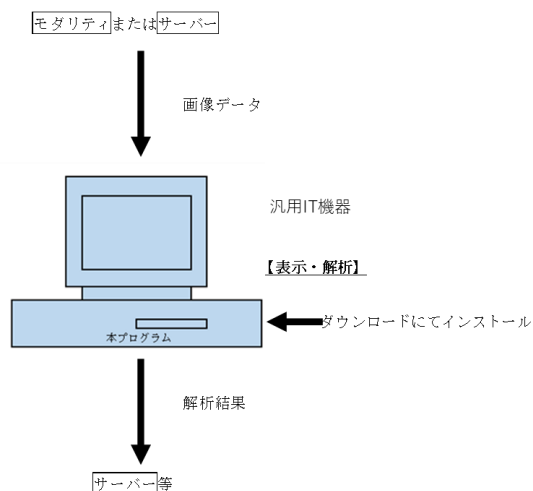 モダリティまたはサーバー
画像データ
汎用IT機器
【表示・解析】
ダウンロードにてインストール
本プログラム
解析結果
サーバー等